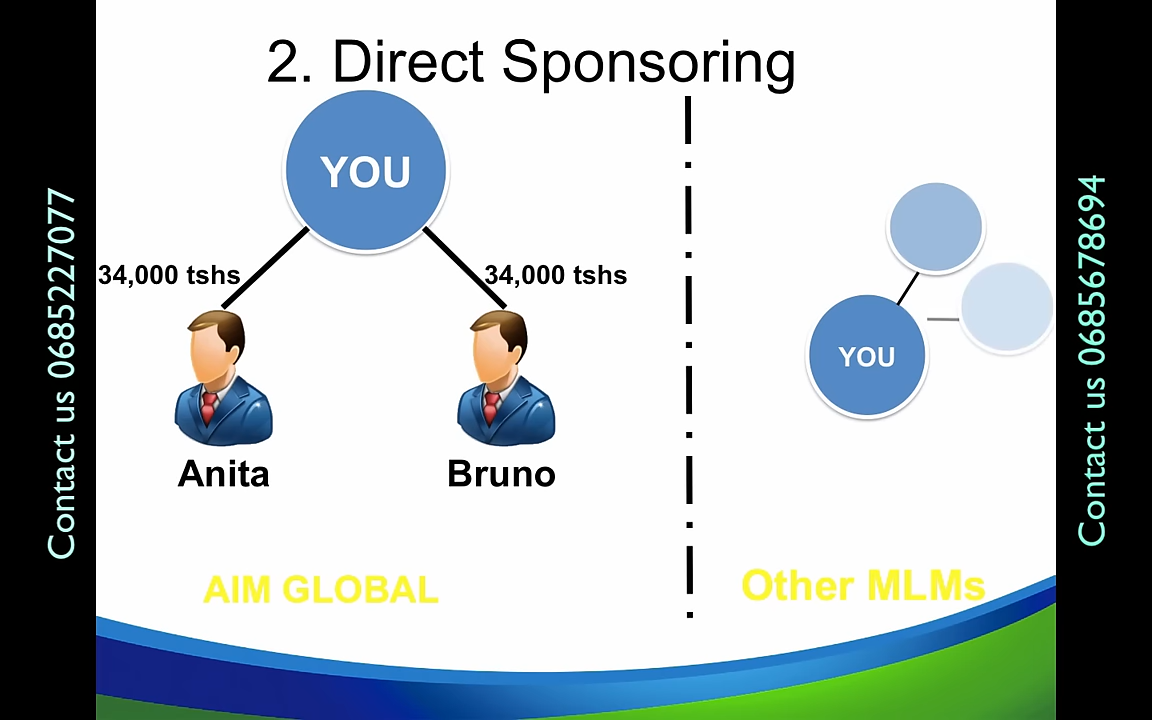 2. Direct Sponsoring
YOU
34,000 tshs
34,000 tshs
Anita
Bruno
AIM GLOBAL
YOU
Other MLMs
Contact us 0685227077
Contact us 0685678694